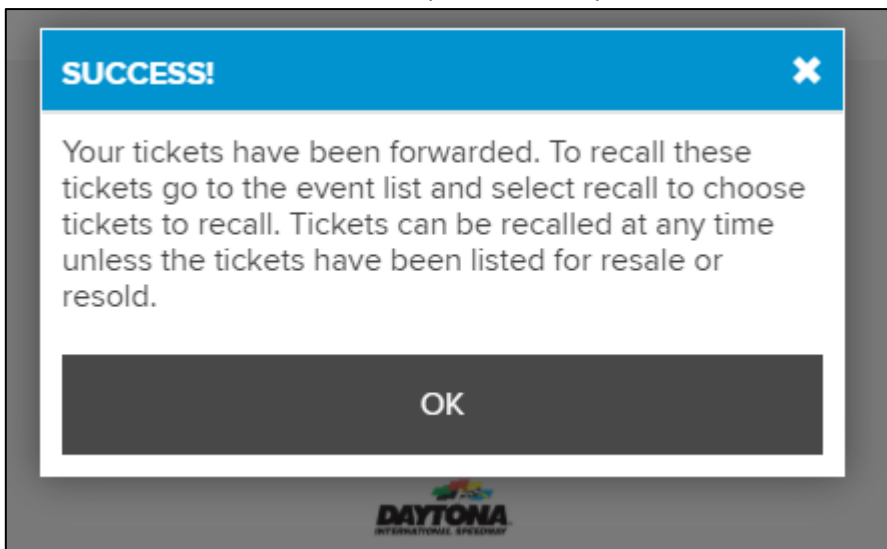 SUCCESS!
Your tickets have been forwarded. To recall these
tickets go to the event list and select recall to choose
tickets to recall. Tickets can be recalled at any time
unless the tickets have been listed for resale or
resold.
OK
DAYTONA
INTERNATIONAL SPEEDWAY